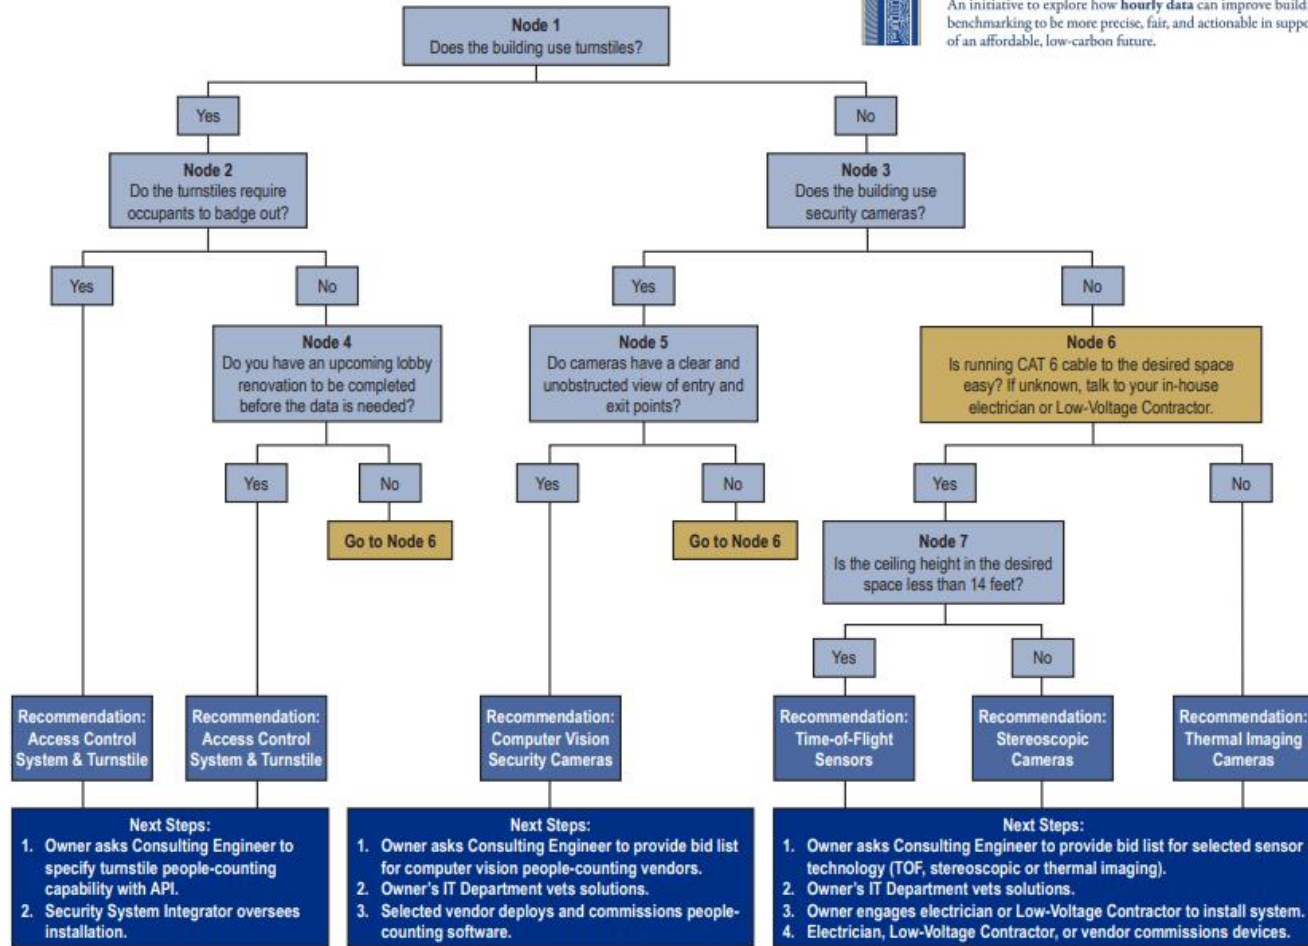 An initiative to explore how hourly data can improve
benchmarking to be more precise, fair, and actionable in
of an affordable, low-carbon future.
Node 1
Does the building use turnstiles?
Yes
No
Node 2
Do the turnstiles require
occupants to badge out?
Node 3
Does the building use
security cameras?
Yes
No
Yes
No
Node 4
Do you have an upcoming lobby
renovation to be completed
before the data is needed?
Node 5
Do cameras have a clear and
unobstructed view of entry and
exit points?
Node 6
Is running CAT 6 cable to the desired space
easy? If unknown, talk to your in-house
electrician or Low-Voltage Contractor.
Yes
No
Yes
No
Yes
No
Go to Node 6
Go to Node 6
Node 7
Is the ceiling height in the desired
space less than 14 feet?
Yes
No
Recommendation:
Access Control
System & Turnstile
Recommendation:
Access Control
System & Turnstile
Recommendation:
Computer Vision
Security Cameras
Recommendation:
Time-of-Flight
Sensors
Recommendation:
Stereoscopic
Cameras
Recommendation:
Thermal Imaging
Cameras
Next Steps:
1. Owner asks Consulting Engineer to
specify turnstile people-counting
capability with API.
2. Security System Integrator oversees
installation.
Next Steps:
1. Owner asks Consulting Engineer to provide bid list
for computer vision people-counting vendors.
2. Owner's IT Department vets solutions.
3. Selected vendor deploys and commissions people-
counting software.
Next Steps:
1. Owner asks Consulting Engineer to provide bid list for selected sensor
technology (TOF, stereoscopic or thermal imaging).
2. Owner's IT Department vets solutions.
3. Owner engages electrician or Low-Voltage Contractor to install system.
4. Electrician, Low-Voltage Contractor, or vendor commissions devices.